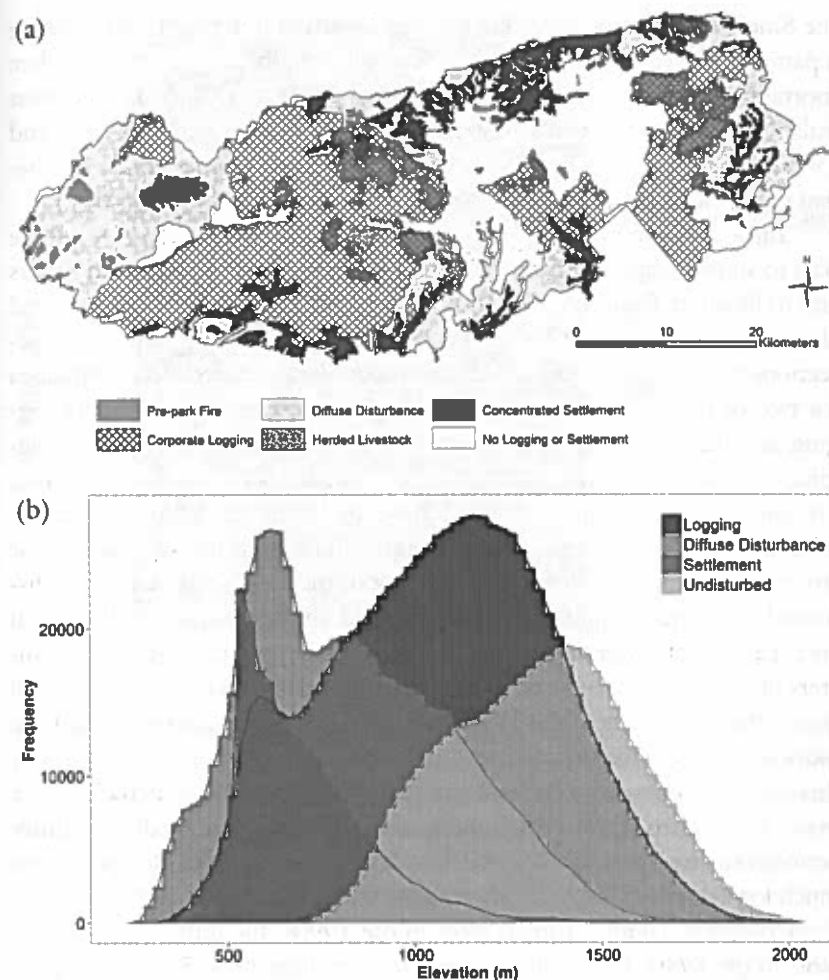 (a)
N
0 10 20
Kilometers
Pre-park Fire
Diffuse Disturbance
Concentrated Settlement
Corporate Logging
Herded Livestock
No Logging or Settlement
(b)
Logging
Diffuse Disturbance
Settlement
Undisturbed
20000
10000
0
Frequency
500 1000 1500 2000
Elevation (m)